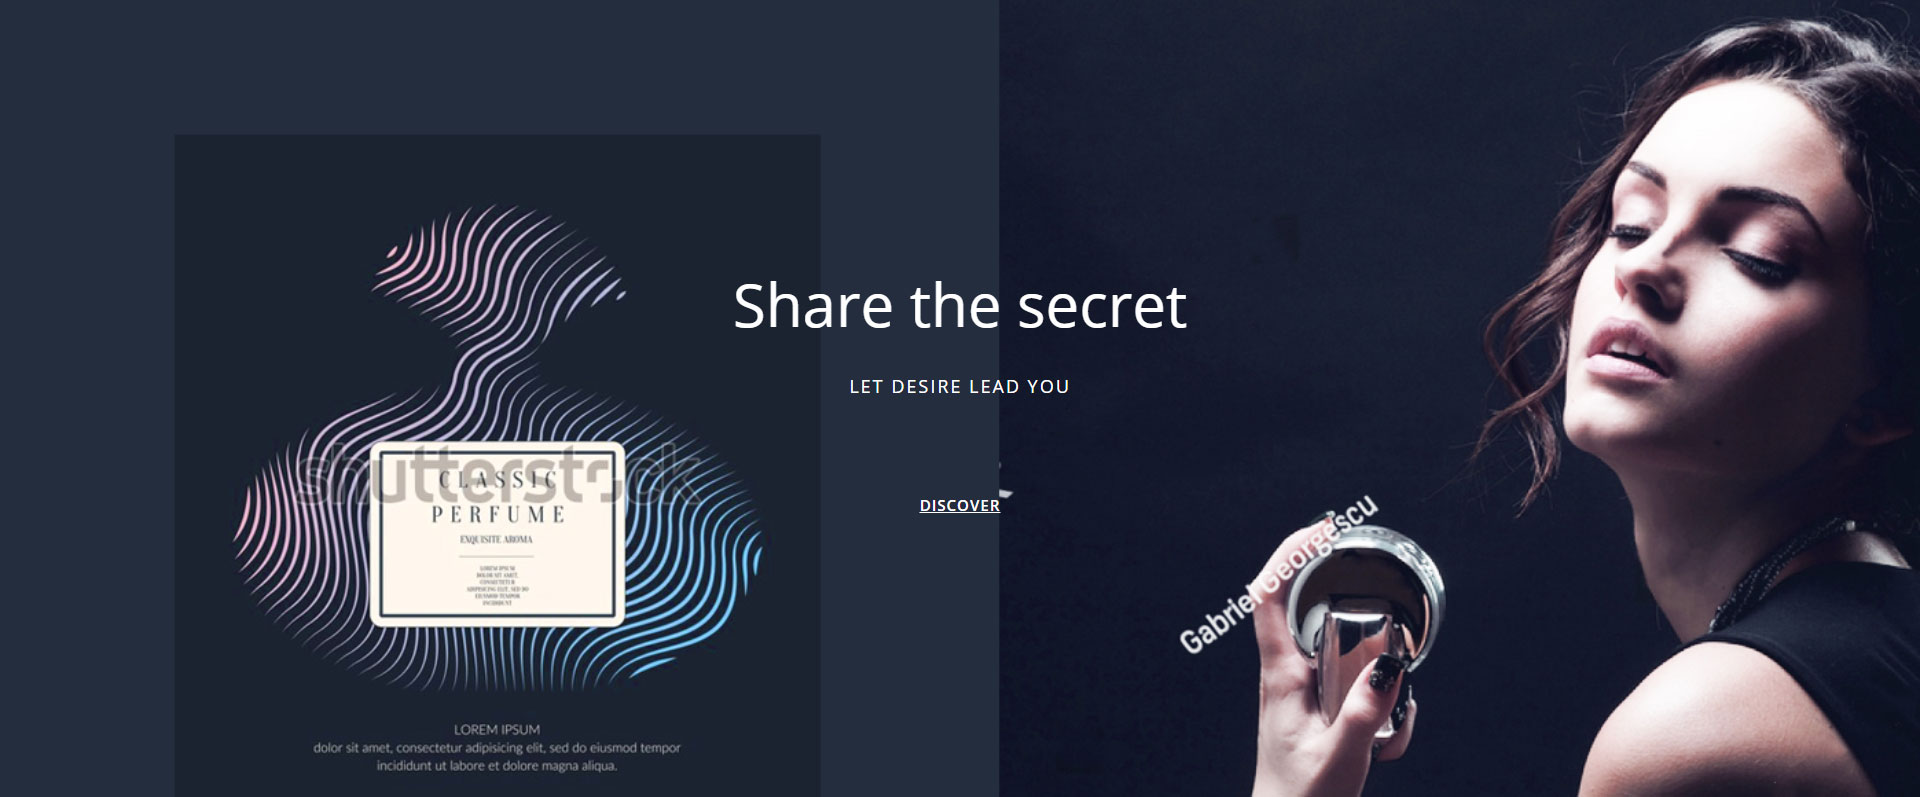 Share the secret
LET DESIRE LEAD YOU
DISCOVER
shutterstock
CLASSIC
PERFUME
EXQUISITE AROMA
LOREM IPSUM
DOLOR SIT AMET,
CONSECTETUR
ADIPISICING ELIT, SED DO
EIUSMOD TEMPOR
INCIDIDUNT
LOREM IPSUM
dolor sit amet, consectetur adipisicing elit, sed do eiusmod tempor
incididunt ut labore et dolore magna aliqua.
Gabriel Georgescu